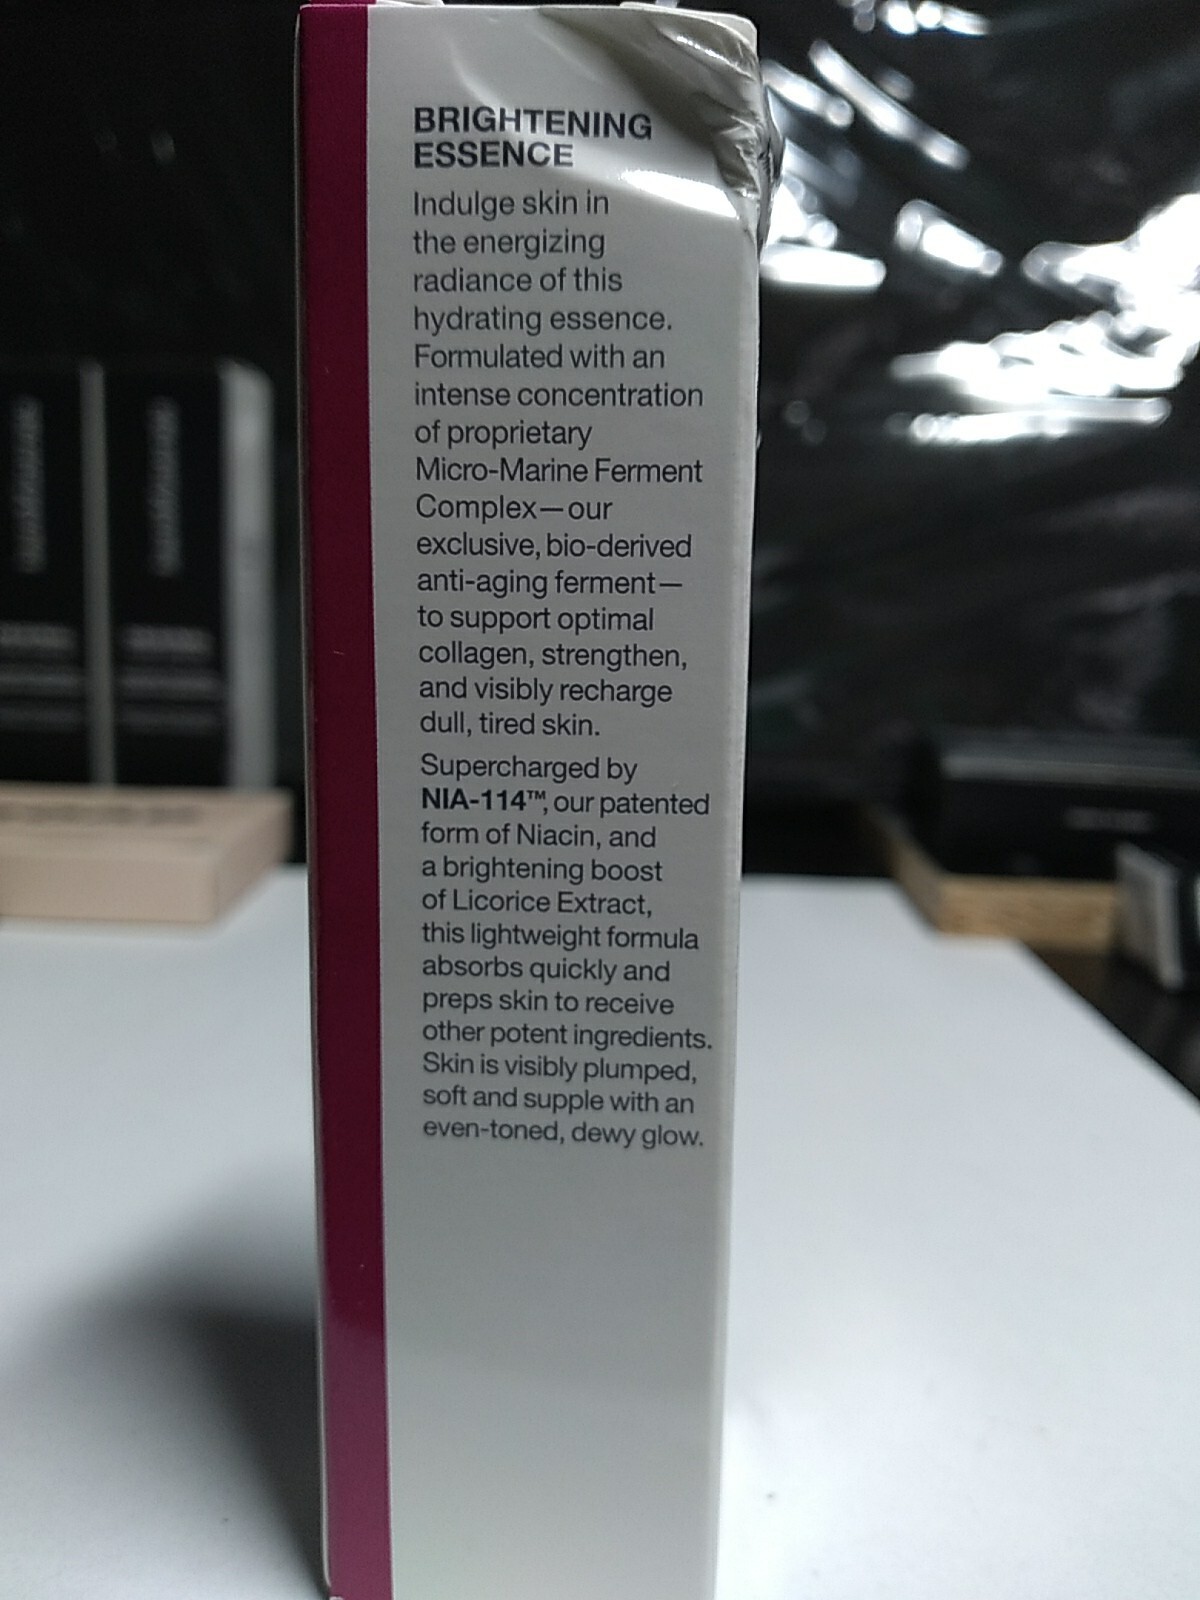 BRIGHTENING
ESSENCE
Indulge skin in
the energizing
radiance of this
hydrating essence.
Formulated with an
intense concentration
of proprietary
Micro-Marine Ferment
Complex—our
exclusive, bio-derived
anti-aging ferment—
to support optimal
collagen, strengthen,
and visibly recharge
dull, tired skin.
Supercharged by
NIA-114™, our patented
form of Niacin, and
a brightening boost
of Licorice Extract,
this lightweight formula
absorbs quickly and
preps skin to receive
other potent ingredients.
Skin is visibly plumped,
soft and supple with an
even-toned, dewy glow.